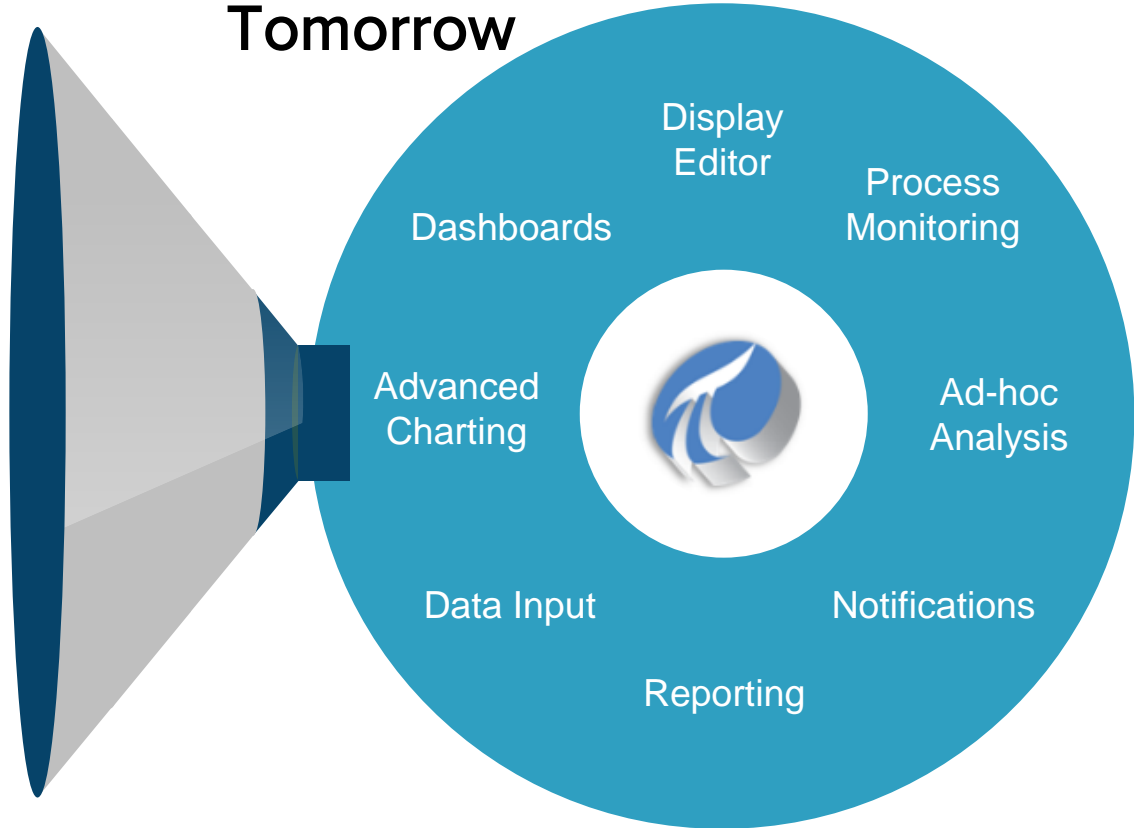 Tomorrow
Display
Editor
Process
Monitoring
Dashboards
Advanced
Charting
Ad-hoc
Analysis
Data Input
Notifications
Reporting